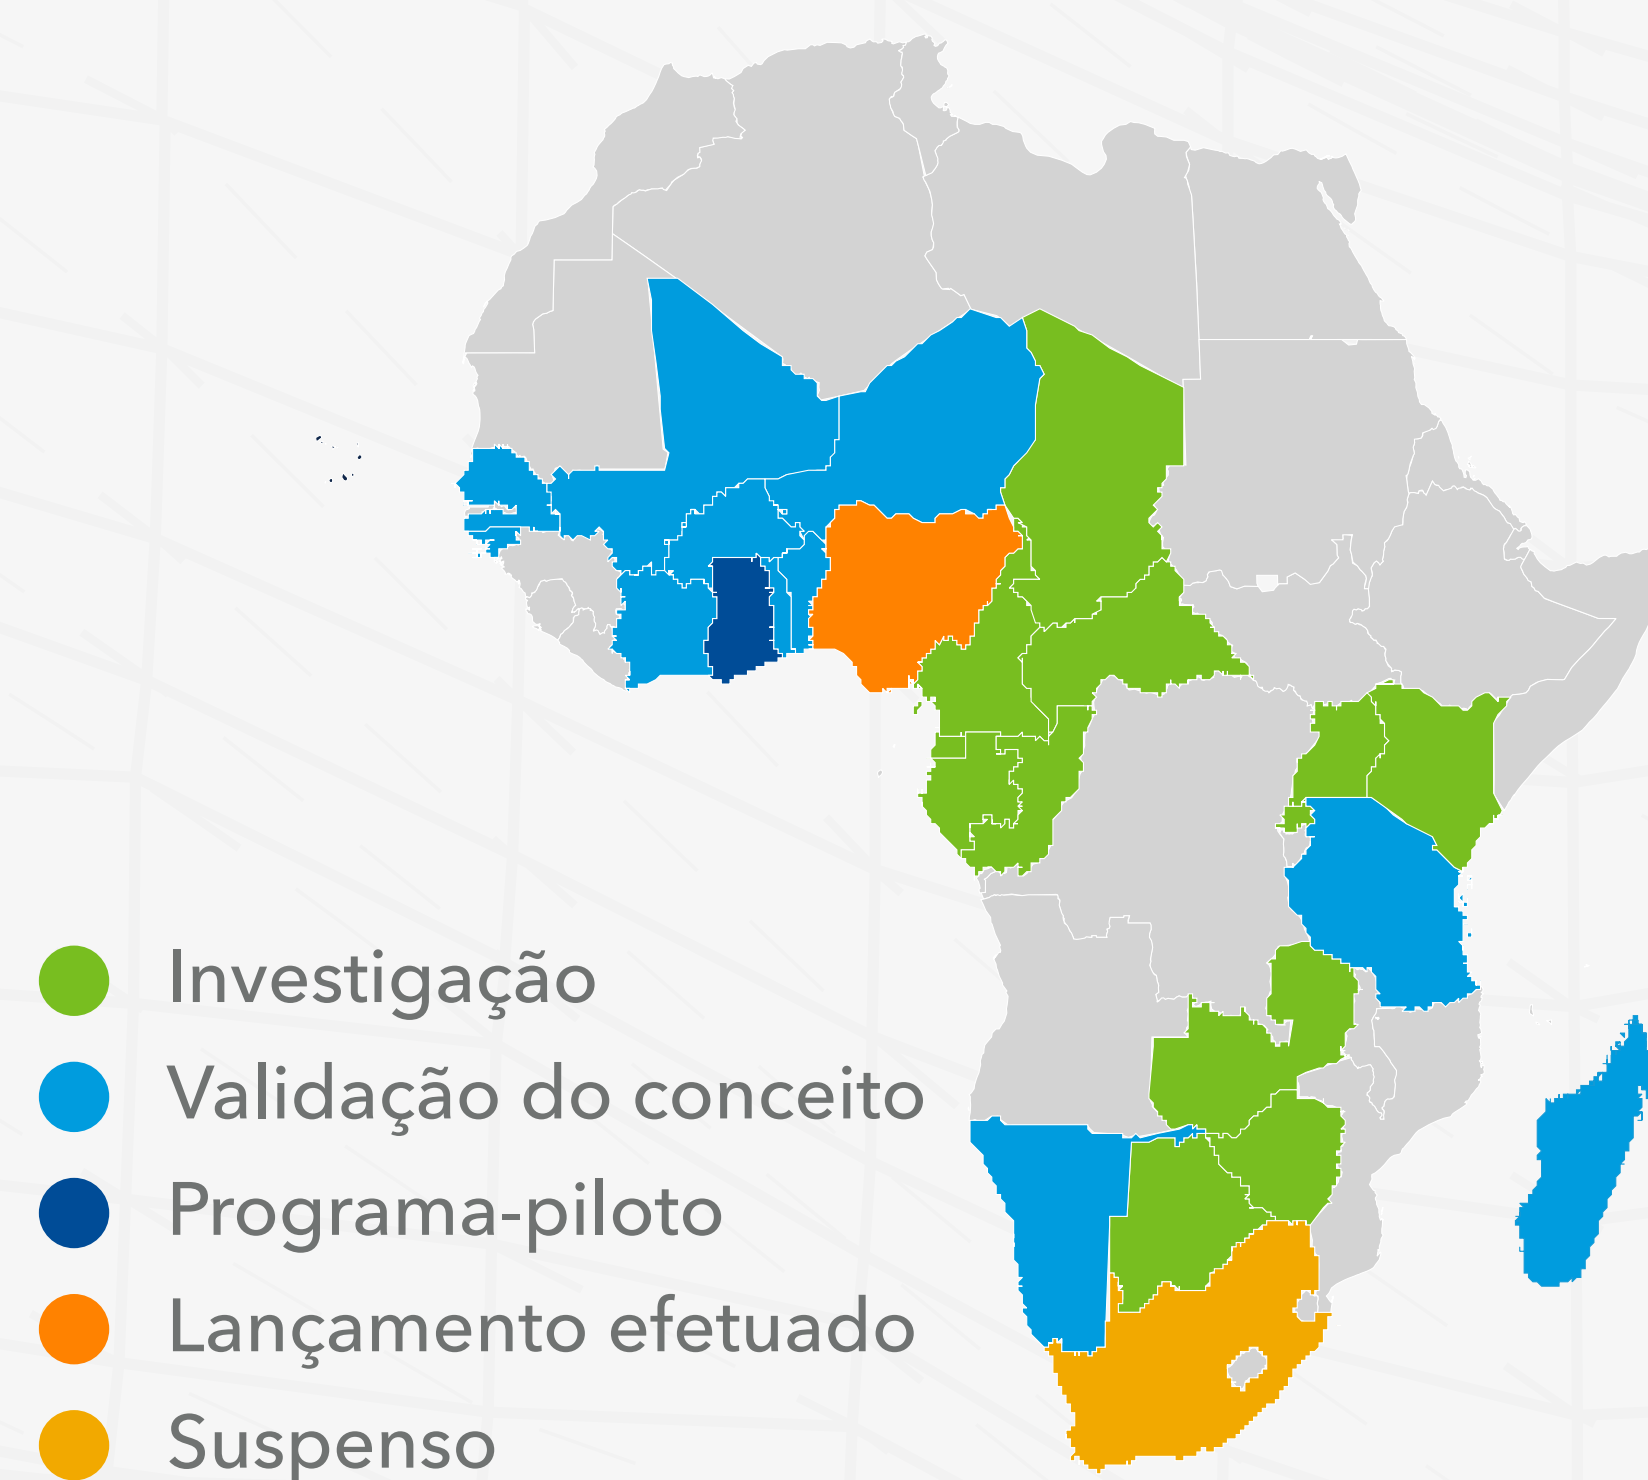 Investigação
Validação do conceito
Programa-piloto
Lançamento efetuado
Suspenso